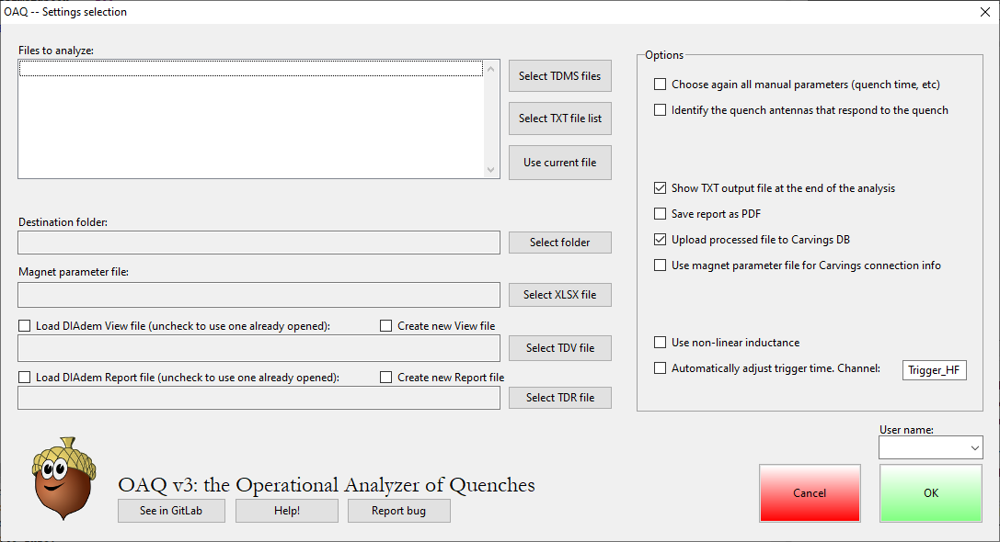 OAQ -- Settings selection
Files to analyze:
Select TDMS files
Select TXT file list
Use current file
Destination folder:
Select folder
Magnet parameter file:
Select XLSX file
Load DIAdem View file (uncheck to use one already opened):
Create new View file
Select TDV file
Load DIAdem Report file (uncheck to use one already opened):
Create new Report file
Select TDR file
Options
Choose again all manual parameters (quench time, etc)
Identify the quench antennas that respond to the quench
Show TXT output file at the end of the analysis
Save report as PDF
Upload processed file to Carvings DB
Use magnet parameter file for Carvings connection info
Use non-linear inductance
Automatically adjust trigger time. Channel:
Trigger_HF
OAQ v3: the Operational Analyzer of Quenches
See in GitLab
Help!
Report bug
User name:
Cancel
OK